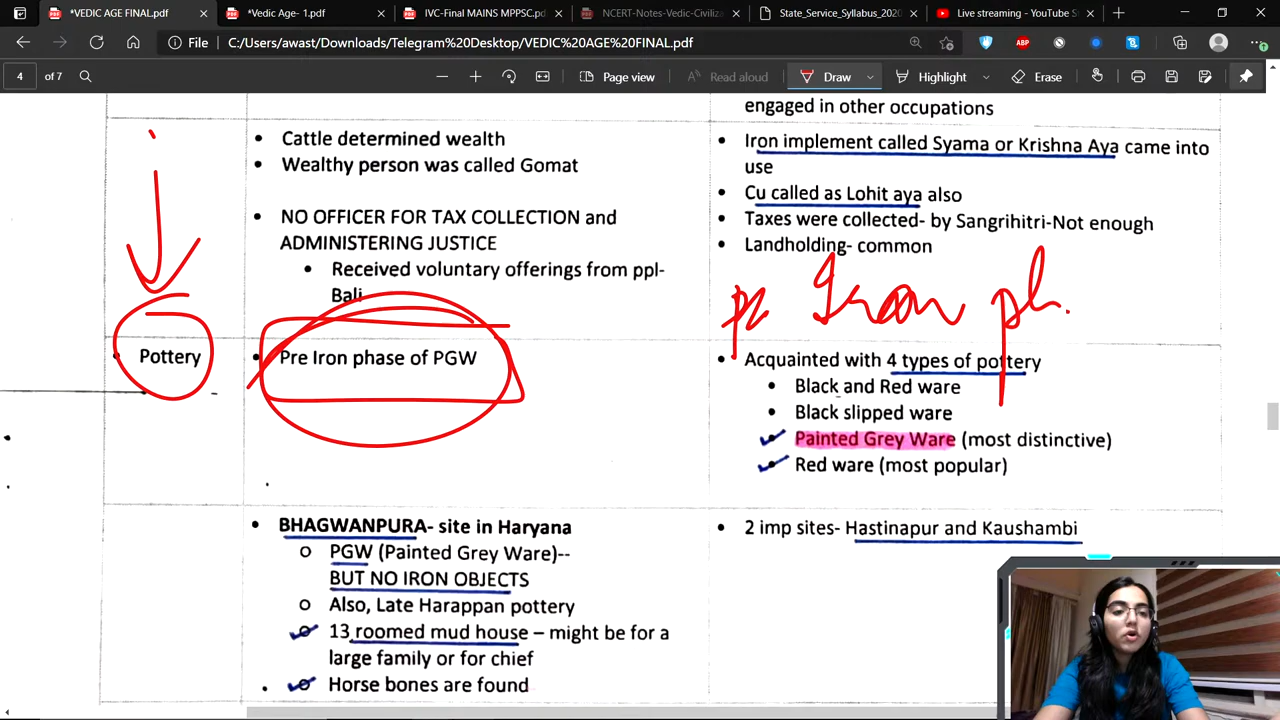 *VEDIC AGE FINAL.pdf
*Vedic Age- 1.pdf
IVC-Final MAINS MPPSC.pd
NCERT-Notes-Vedic-Civiliza
State_Service_Syllabus_202
Live streaming - YouTube S
File C:/Users/awast/Downloads/Telegram%20Desktop/VEDIC%20AGE%20FINAL.pdf
ABP
4 of 7
Page view
Read aloud
Draw
Highlight
Erase
engaged in other occupations
• Cattle determined wealth
• Wealthy person was called Gomat
• NO OFFICER FOR TAX COLLECTION and
ADMINISTERING JUSTICE
• Received voluntary offerings from ppl-
Bali
• Iron implement called Syama or Krishna Aya came into
use
• Cu called as Lohit aya also
• Taxes were collected- by Sangrihitri-Not enough
• Landholding- common
Iron ph.
• Pottery
• Pre Iron phase of PGW
• Acquainted with 4 types of pottery
• Black and Red ware
• Black slipped ware
• Painted Grey Ware (most distinctive)
• Red ware (most popular)
• BHAGWANPURA- site in Haryana
o PGW (Painted Grey Ware)--
BUT NO IRON OBJECTS
o Also, Late Harappan pottery
o 13 roomed mud house – might be for a
large family or for chief
o Horse bones are found
• 2 imp sites- Hastinapur and Kaushambi